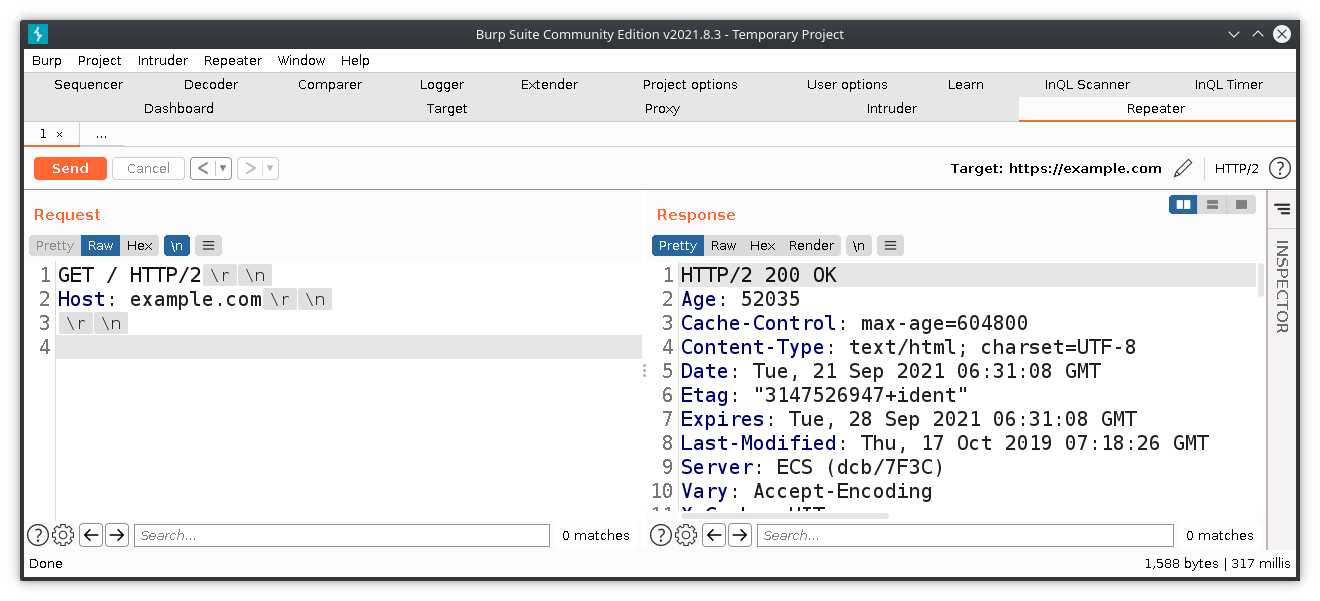 Burp Suite Community Edition v2021.8.3 - Temporary Project
Burp Project Intruder Repeater Window Help
Sequencer Decoder Comparer Logger Extender Project options User options Learn InQL Scanner InQL Timer
Dashboard Target Proxy Intruder Repeater
1 × ...
Send Cancel < > Target: https://example.com HTTP/2 ?
Request
Pretty Raw Hex \n
1 GET / HTTP/2 \r \n
2 Host: example.com \r \n
3 \r \n
4
? Search... 0 matches
Response
Pretty Raw Hex Render \n
1 HTTP/2 200 OK
2 Age: 52035
3 Cache-Control: max-age=604800
4 Content-Type: text/html; charset=UTF-8
5 Date: Tue, 21 Sep 2021 06:31:08 GMT
6 Etag: "3147526947+ident"
7 Expires: Tue, 28 Sep 2021 06:31:08 GMT
8 Last-Modified: Thu, 17 Oct 2019 07:18:26 GMT
9 Server: ECS (dcb/7F3C)
10 Vary: Accept-Encoding
? Search... 0 matches
INSPECTOR
Done 1,588 bytes | 317 millis